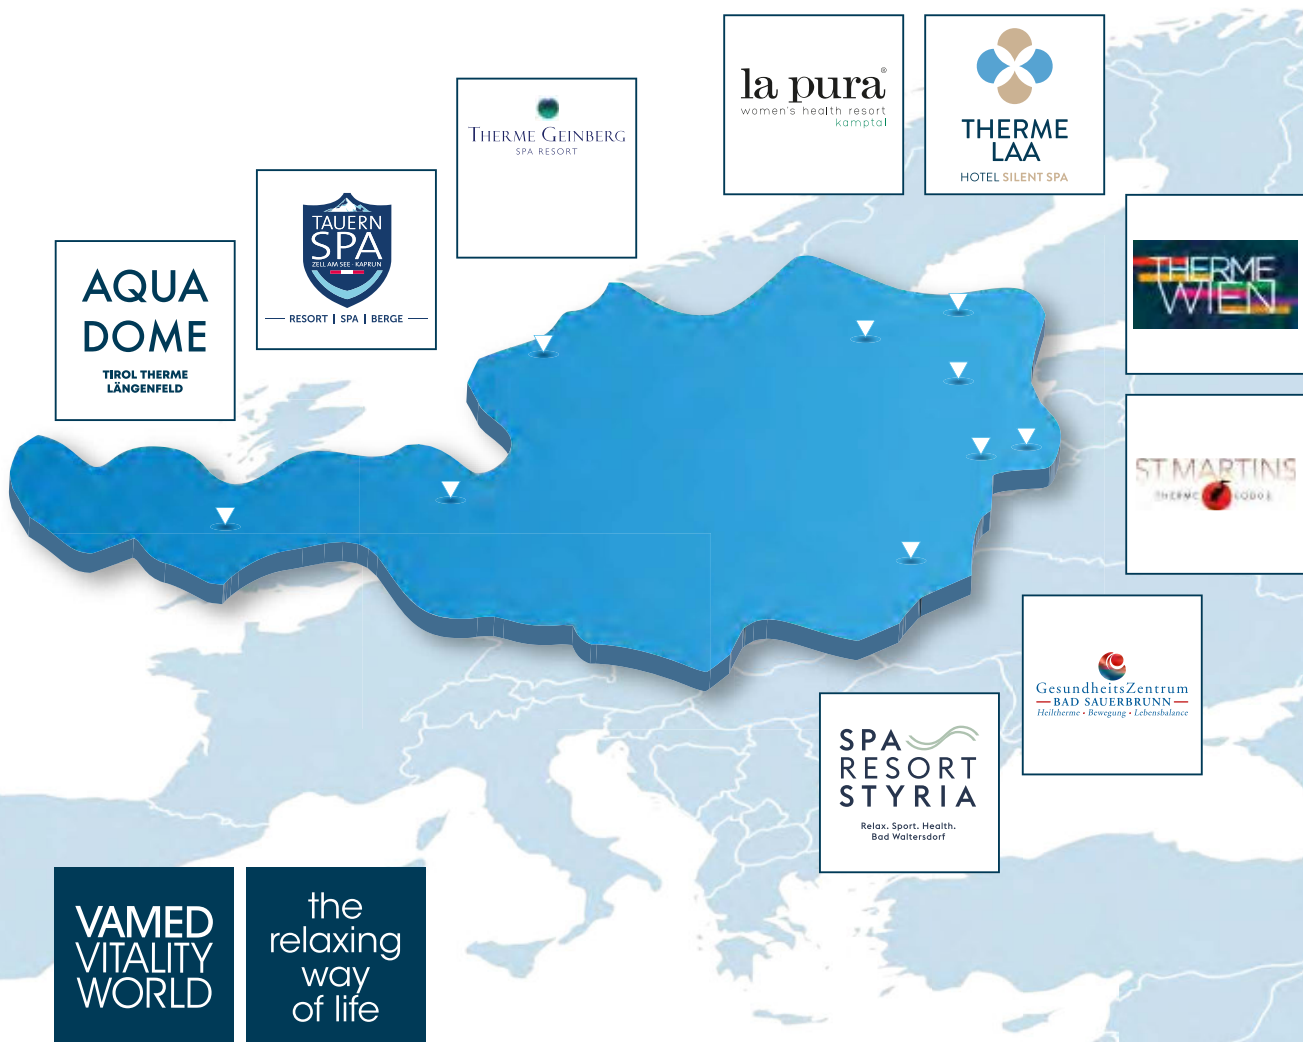 la pura®
women's health resort
kamptal
THERME
LAA
HOTEL SILENT SPA
THERME GEINBERG
SPA RESORT
TAUERN
SPA
ZELL AM SEE · KAPRUN
RESORT | SPA | BERGE
THERME
WIEN
AQUA
DOME
TIROL THERME
LÄNGENFELD
ST MARTINS
THERME LODGE
GesundheitsZentrum
BAD SAUERBRUNN
Heiltherme • Bewegung • Lebensbalance
SPA
RESORT
STYRIA
Relax. Sport. Health.
Bad Waltersdorf
VAMED
VITALITY
WORLD
the
relaxing
way
of life